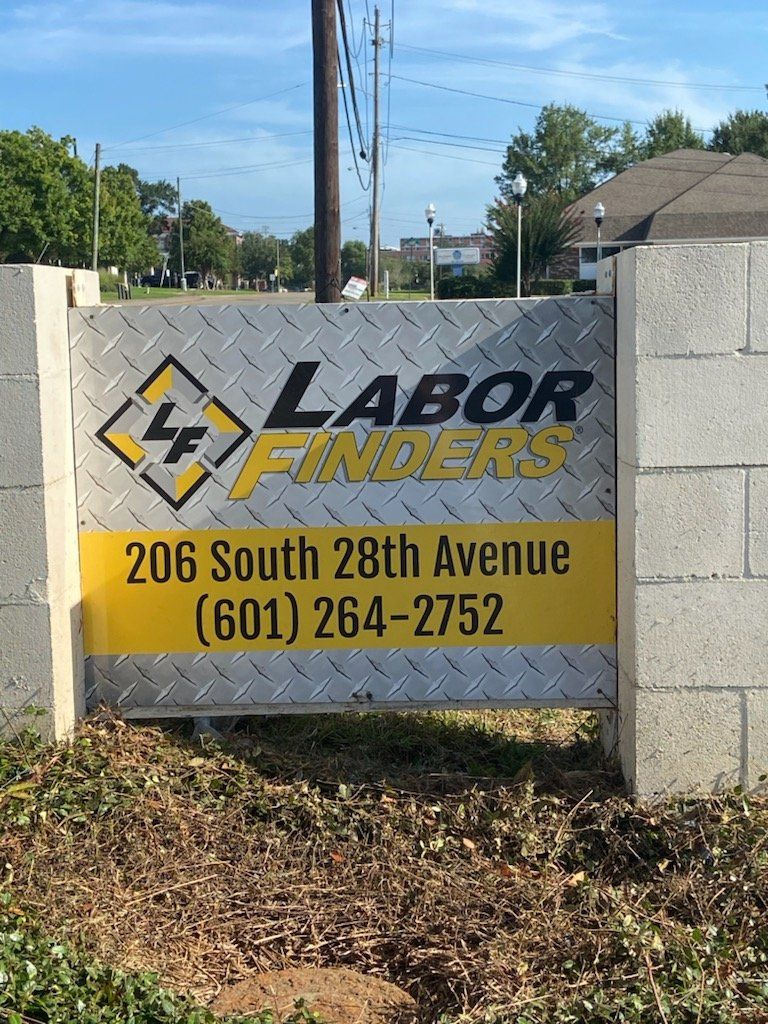 LF
LABOR
FINDERS®
206 South 28th Avenue
(601) 264-2752